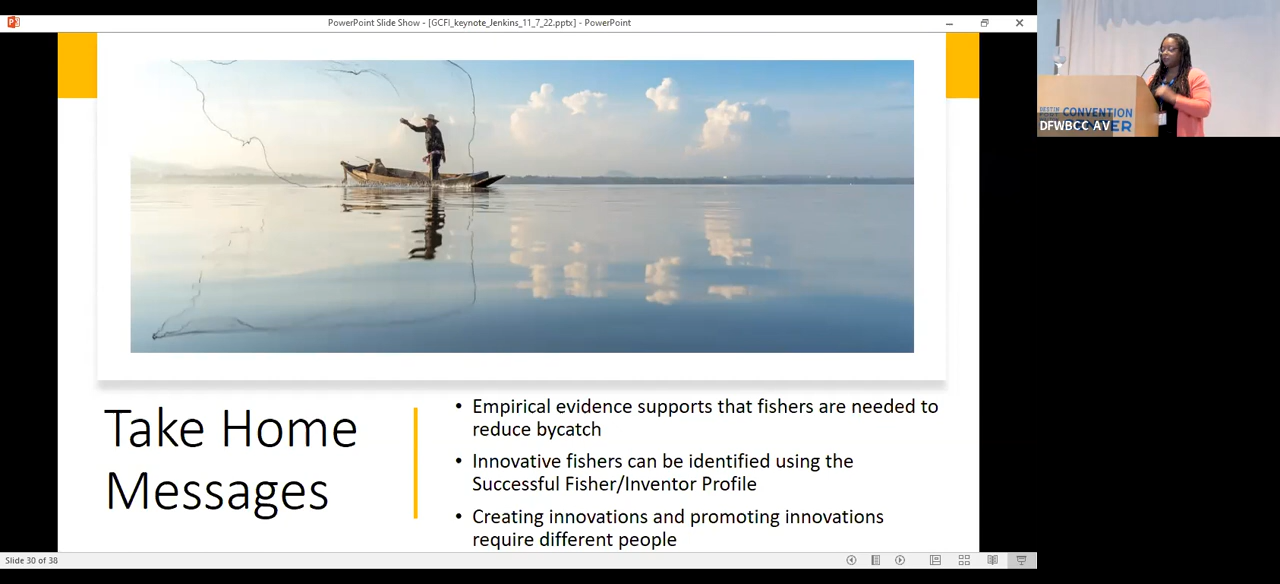 PowerPoint Slide Show - [GCFI_keynote_Jenkins_11_7_22.pptx] - PowerPoint
CONVENTION
DFWBCC AV
Take Home
Messages
• Empirical evidence supports that fishers are needed to
reduce bycatch
• Innovative fishers can be identified using the
Successful Fisher/Inventor Profile
• Creating innovations and promoting innovations
require different people
Slide 30 of 38